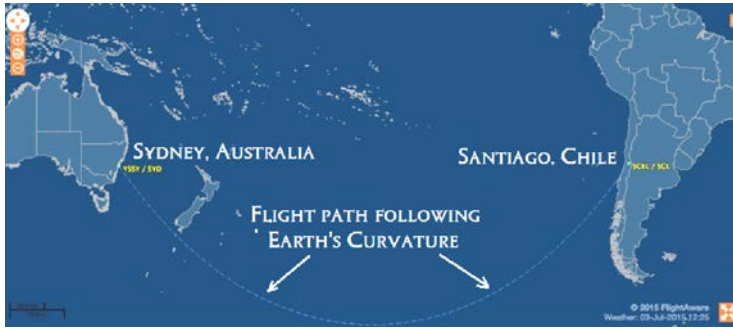 SYDNEY, AUSTRALIA
YSSY / SYD
SANTIAGO, CHILE
SCEL / SCL
FLIGHT PATH FOLLOWING
EARTH'S CURVATURE
© 2015 FlightAware
Weather: 03-Jul-2015 12:25